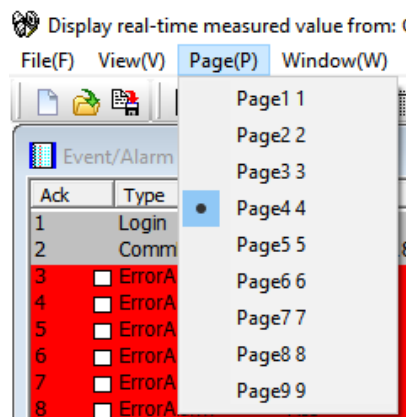 Display real-time measured value from:
File(F) View(V) Page(P) Window(W)
Page1 1
Page2 2
Page3 3
Page4 4
Page5 5
Page6 6
Page7 7
Page8 8
Page9 9
Event/Alarm
Ack Type
1 Login
2 Comm
3 ErrorA
4 ErrorA
5 ErrorA
6 ErrorA
7 ErrorA
8